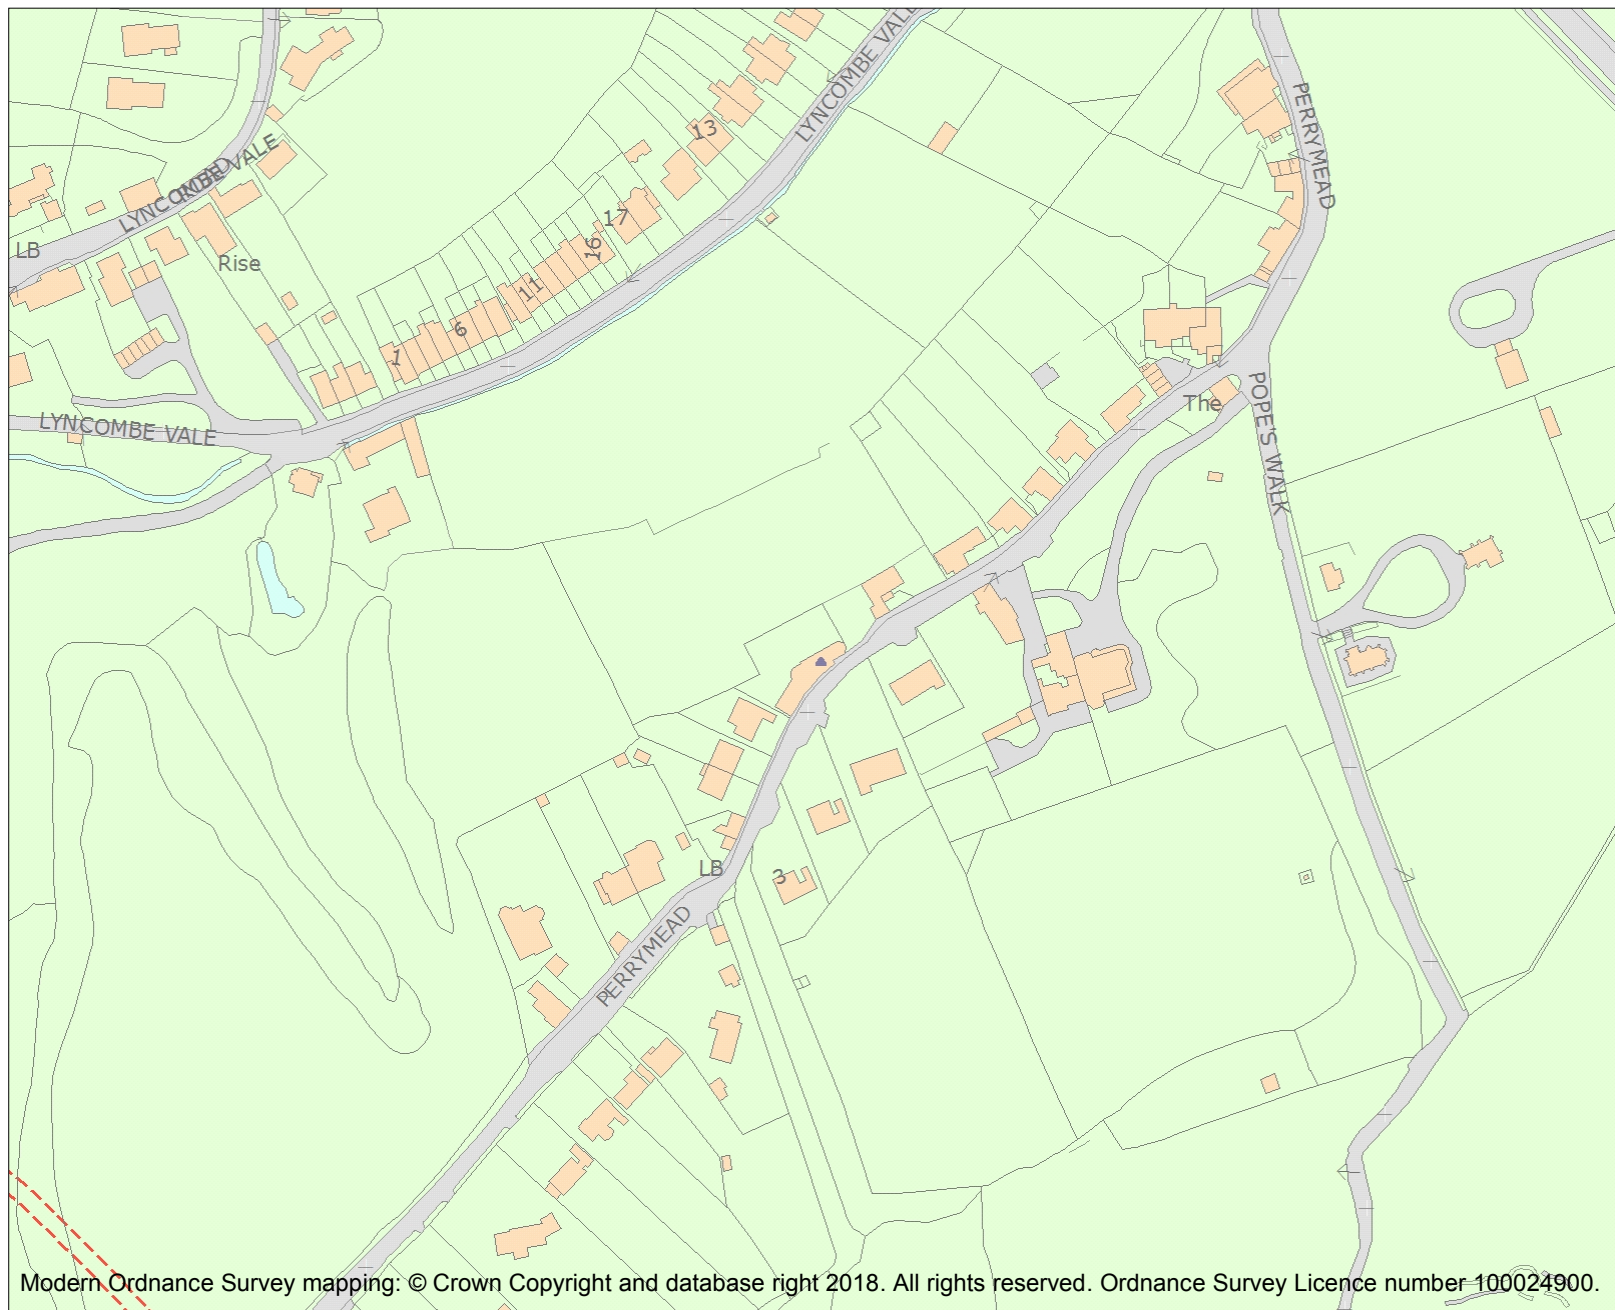 LYNCOMBE VALE
PERRYMEAD
13
LYNCOMBE VALE
ROAD
17
16
LB
Rise
11
6
1
The
POPE'S WALK
LYNCOMBE VALE
LB
3
PERRYMEAD
Modern Ordnance Survey mapping: © Crown Copyright and database right 2018. All rights reserved. Ordnance Survey Licence number 100024900.